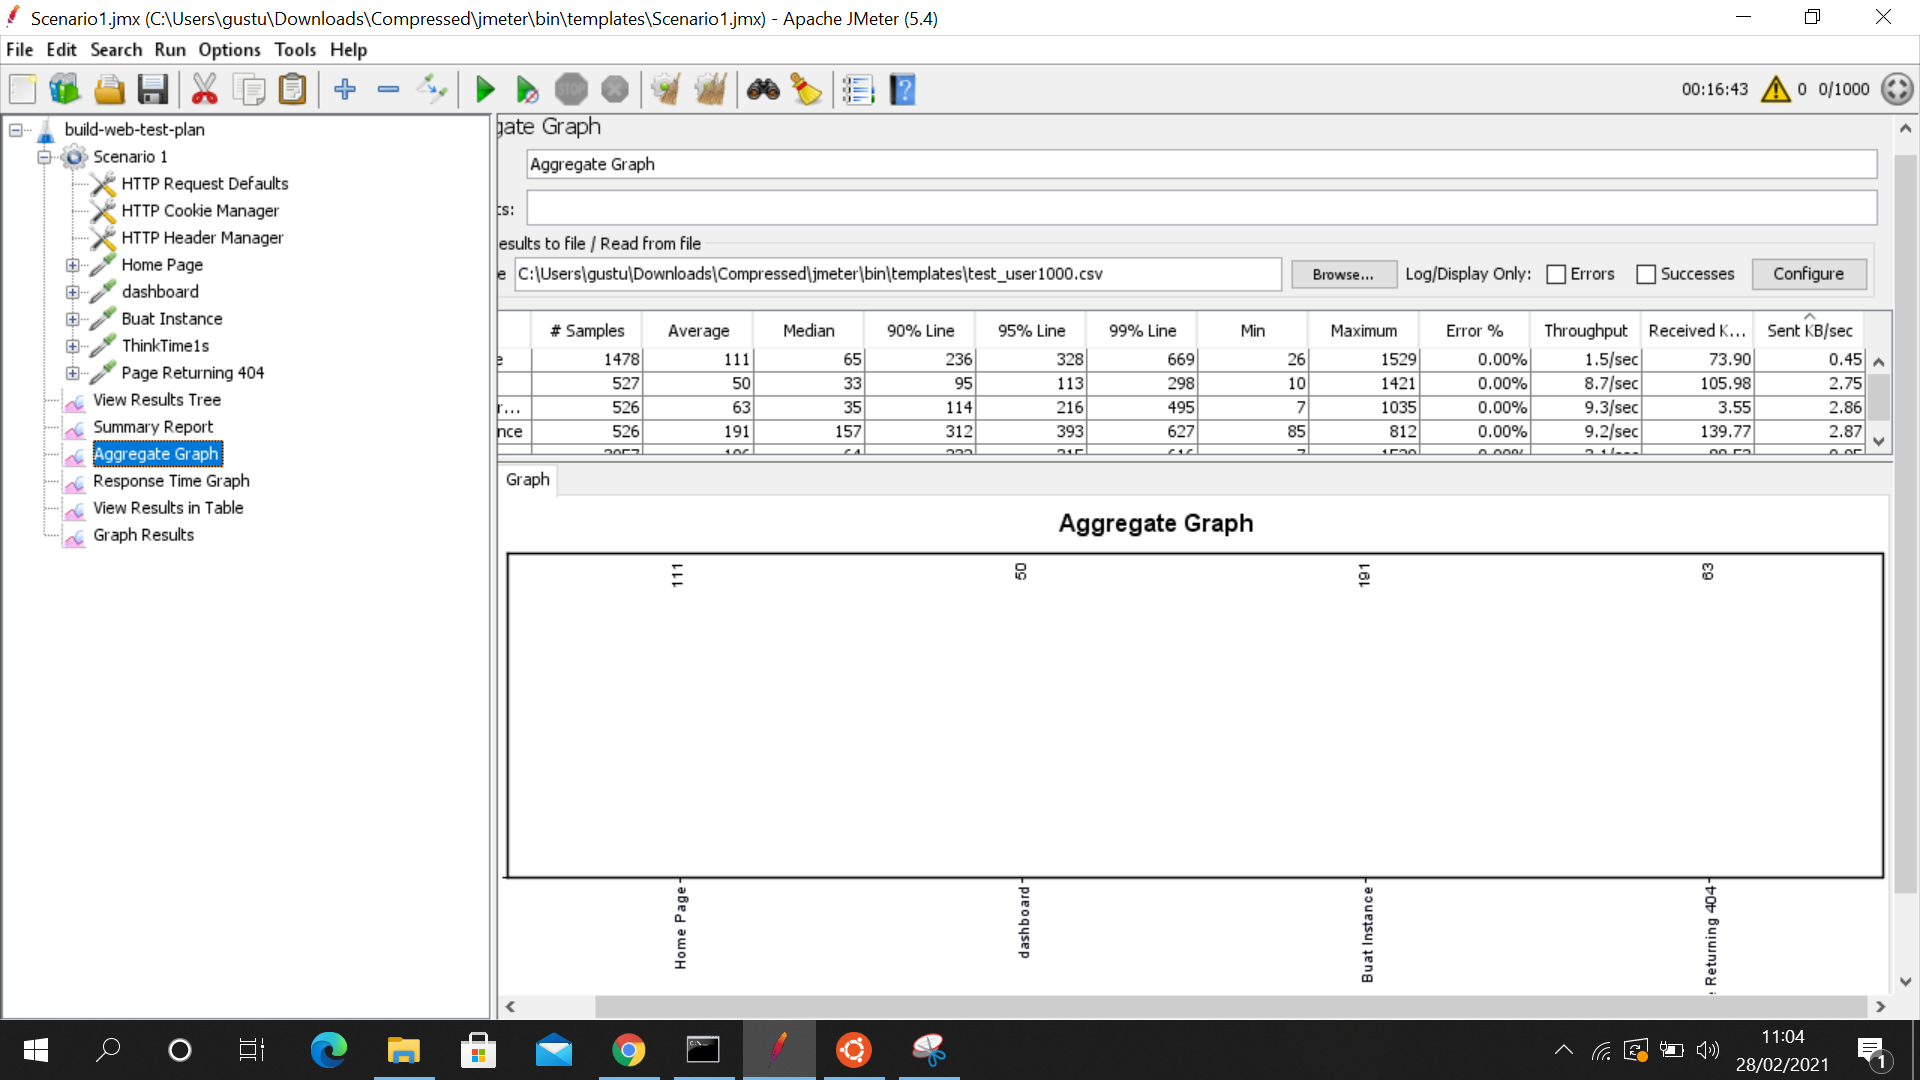 Scenario1.jmx (C:\Users\gustu\Downloads\Compressed\jmeter\bin\templates\Scenario1.jmx) - Apache JMeter (5.4)
File Edit Search Run Options Tools Help
STOP
00:16:43 0 0/1000
build-web-test-plan
Scenario 1
HTTP Request Defaults
HTTP Cookie Manager
HTTP Header Manager
Home Page
dashboard
Buat Instance
ThinkTime1s
Page Returning 404
View Results Tree
Summary Report
Aggregate Graph
Response Time Graph
View Results in Table
Graph Results
gate Graph
Aggregate Graph
ts:
esults to file / Read from file
e C:\Users\gustu\Downloads\Compressed\jmeter\bin\templates\test_user1000.csv Browse... Log/Display Only: Errors Successes Configure
# Samples Average Median 90% Line 95% Line 99% Line Min Maximum Error % Throughput Received K... Sent KB/sec
e 1478 111 65 236 328 669 26 1529 0.00% 1.5/sec 73.90 0.45
527 50 33 95 113 298 10 1421 0.00% 8.7/sec 105.98 2.75
r... 526 63 35 114 216 495 7 1035 0.00% 9.3/sec 3.55 2.86
nce 526 191 157 312 393 627 85 812 0.00% 9.2/sec 139.77 2.87
Graph
Aggregate Graph
111 50 191 63
Home Page
dashboard
Buat Instance
Returning 404
11:04
28/02/2021
1